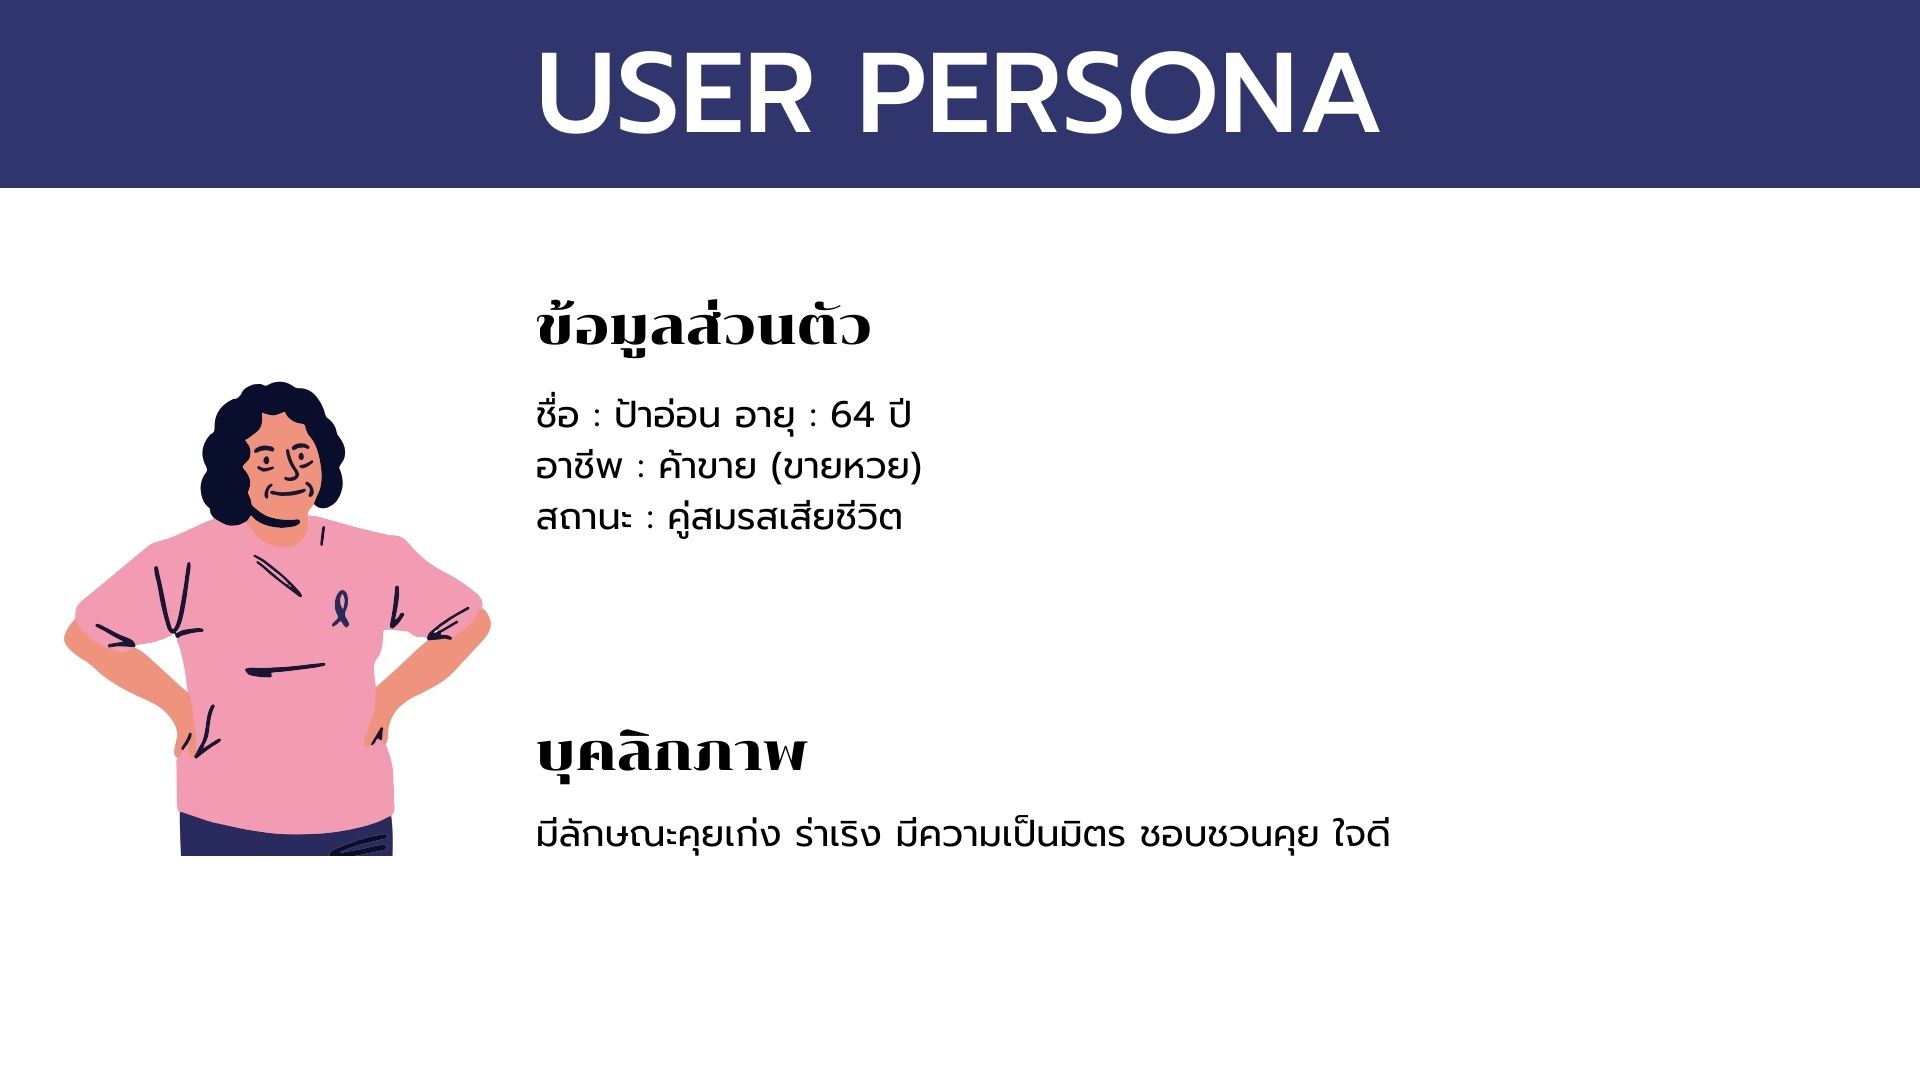 USER PERSONA
ข้อมูลส่วนตัว
ชื่อ : ป้าอ่อน อายุ : 64 ปี
อาชีพ : ค้าขาย (ขายหวย)
สถานะ : คู่สมรสเสียชีวิต
บุคลิกภาพ
มีลักษณะคุยเก่ง ร่าเริง มีความเป็นมิตร ชอบชวนคุย ใจดี